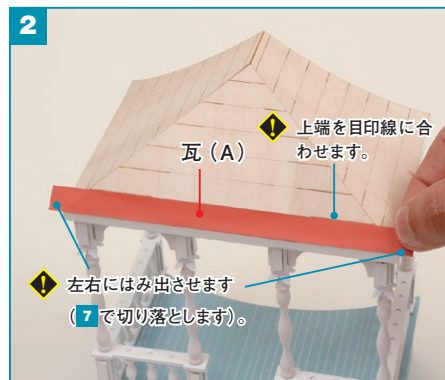 2
上端を目印線に合
わせます。
瓦（A）
左右にはみ出させます
（7で切り落とします）。